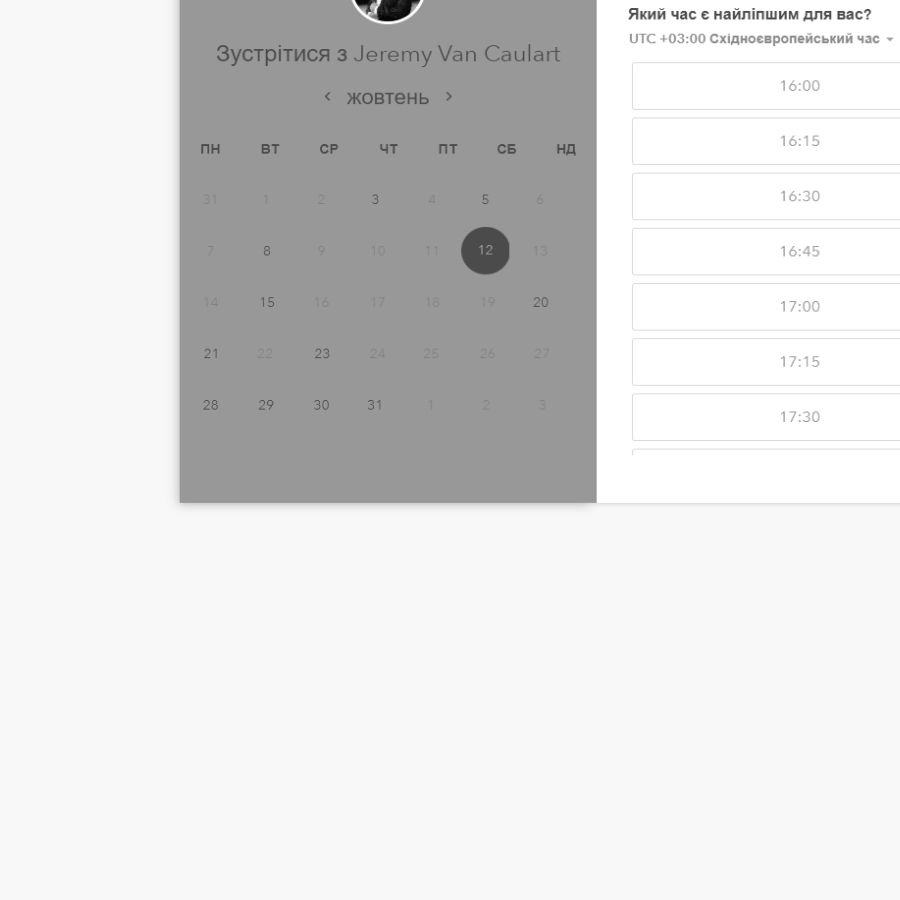 Зустрітися з Jeremy Van Caulart
жовтень
ПН ВТ СР ЧТ ПТ СБ НД
31 1 2 3 4 5 6
7 8 9 10 11 12 13
14 15 16 17 18 19 20
21 22 23 24 25 26 27
28 29 30 31 1 2 3
Який час є найліпшим для вас?
UTC +03:00 Східноєвропейський час
16:00
16:15
16:30
16:45
17:00
17:15
17:30